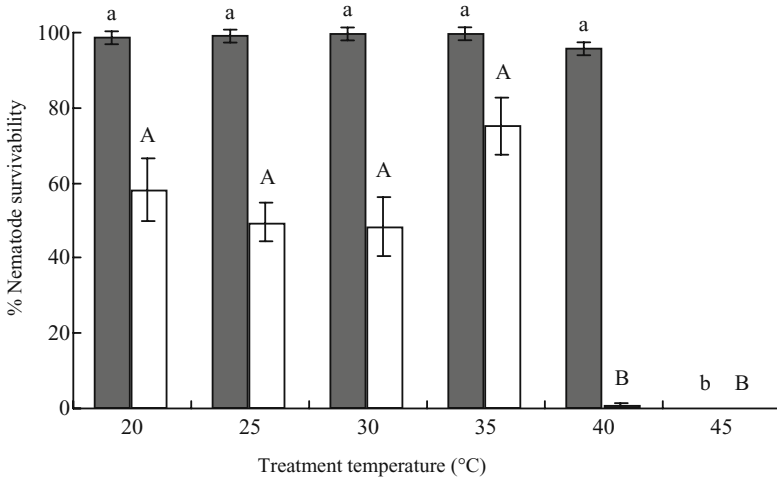 a a a a a
100
A
80
A
A A
60
40
20
B b B
0
20 25 30 35 40 45
% Nematode survivability
Treatment temperature (°C)